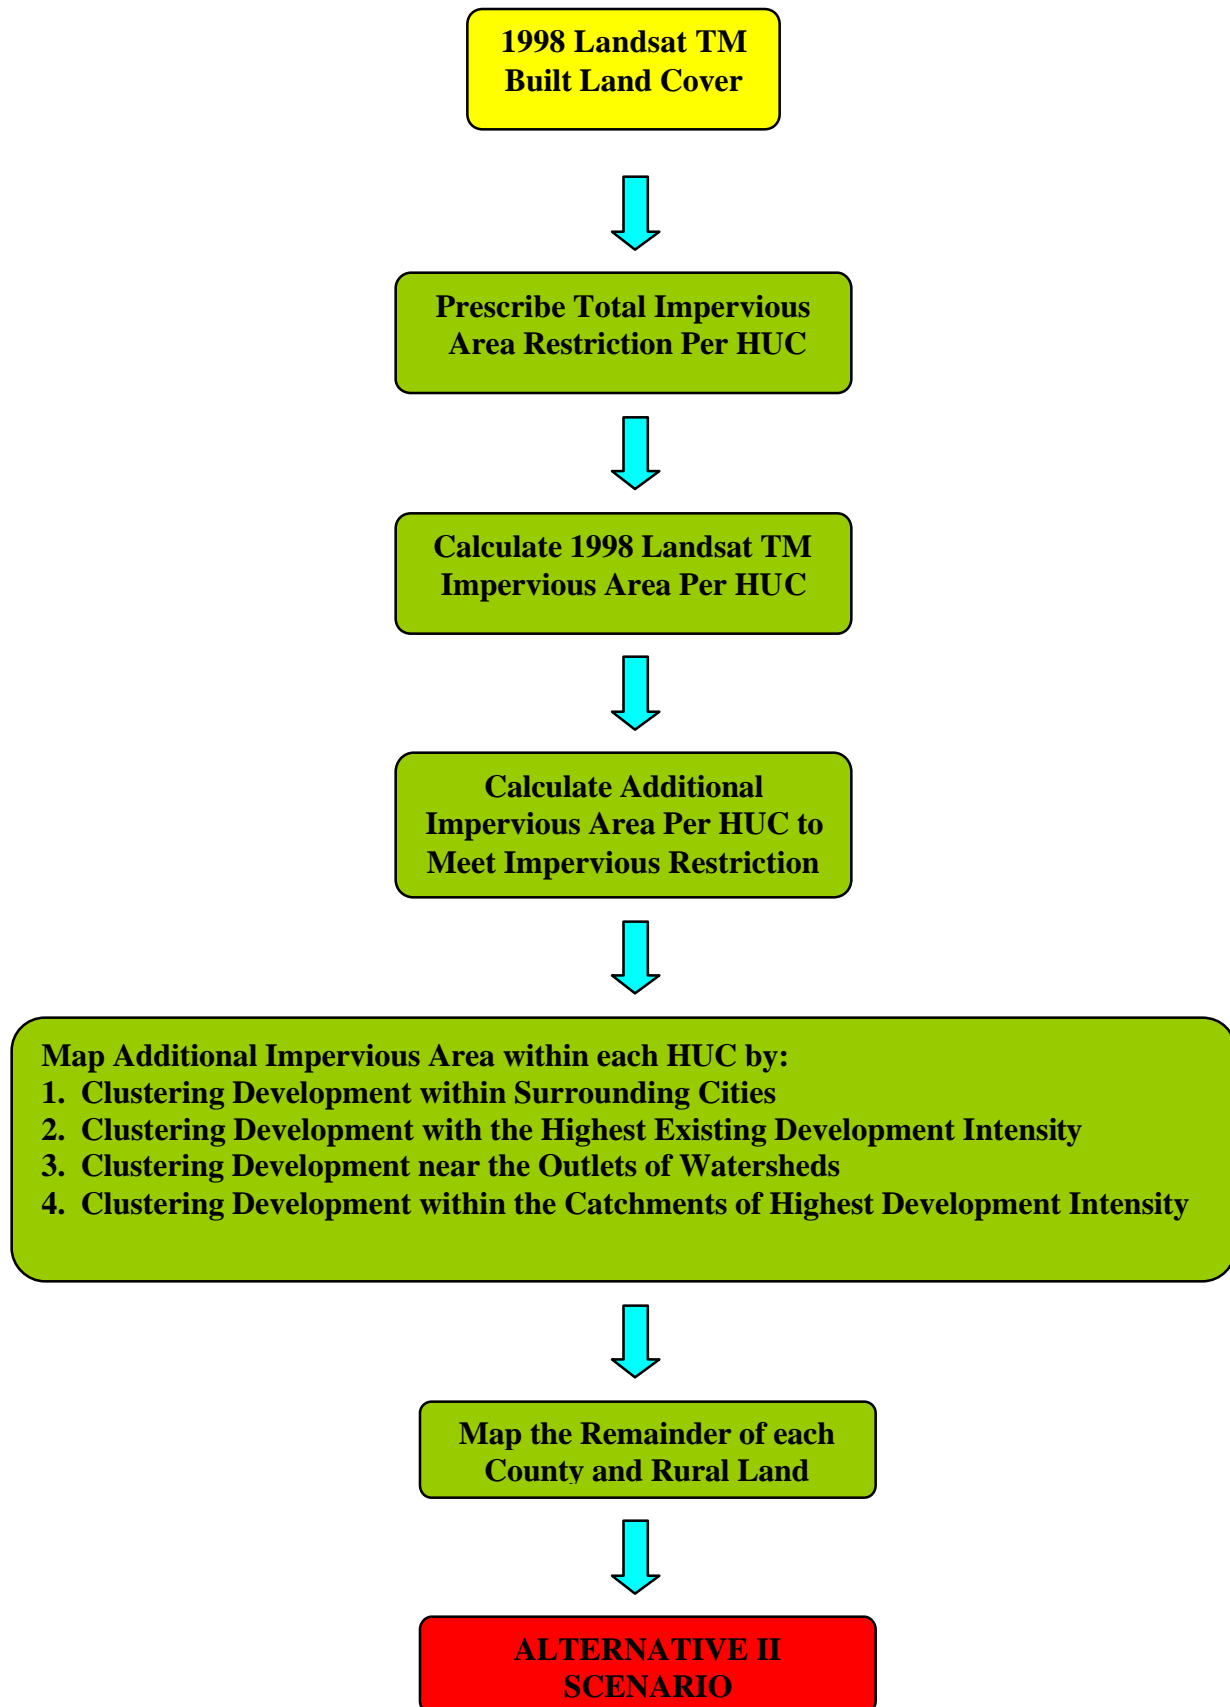 1998 Landsat TM
Built Land Cover
Prescribe Total Impervious
Area Restriction Per HUC
Calculate 1998 Landsat TM
Impervious Area Per HUC
Calculate Additional
Impervious Area Per HUC to
Meet Impervious Restriction
Map Additional Impervious Area within each HUC by:
1. Clustering Development within Surrounding Cities
2. Clustering Development with the Highest Existing Development Intensity
3. Clustering Development near the Outlets of Watersheds
4. Clustering Development within the Catchments of Highest Development Intensity
Map the Remainder of each
County and Rural Land
ALTERNATIVE II
SCENARIO